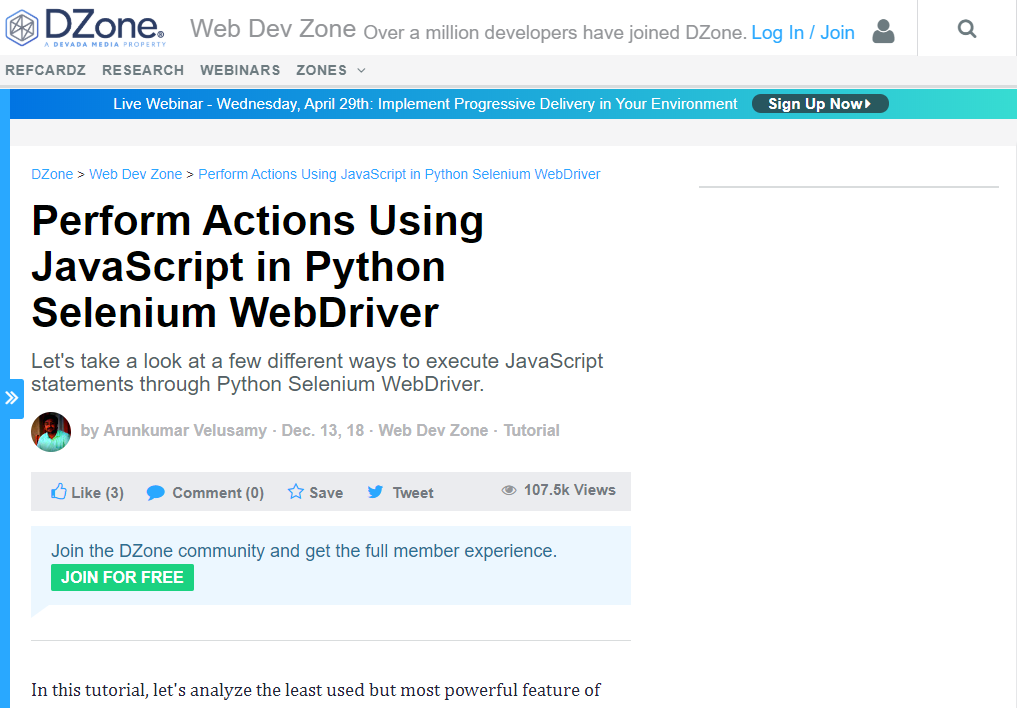 DZone.
A DEVADA MEDIA PROPERTY
Web Dev Zone
Over a million developers have joined DZone. Log In / Join
REFCARDZ RESEARCH WEBINARS ZONES
Live Webinar - Wednesday, April 29th: Implement Progressive Delivery in Your Environment Sign Up Now
DZone > Web Dev Zone > Perform Actions Using JavaScript in Python Selenium WebDriver
Perform Actions Using
JavaScript in Python
Selenium WebDriver
Let's take a look at a few different ways to execute JavaScript
statements through Python Selenium WebDriver.
by Arunkumar Velusamy · Dec. 13, 18 · Web Dev Zone · Tutorial
Like (3) Comment (0) Save Tweet 107.5k Views
Join the DZone community and get the full member experience.
JOIN FOR FREE
In this tutorial, let's analyze the least used but most powerful feature of